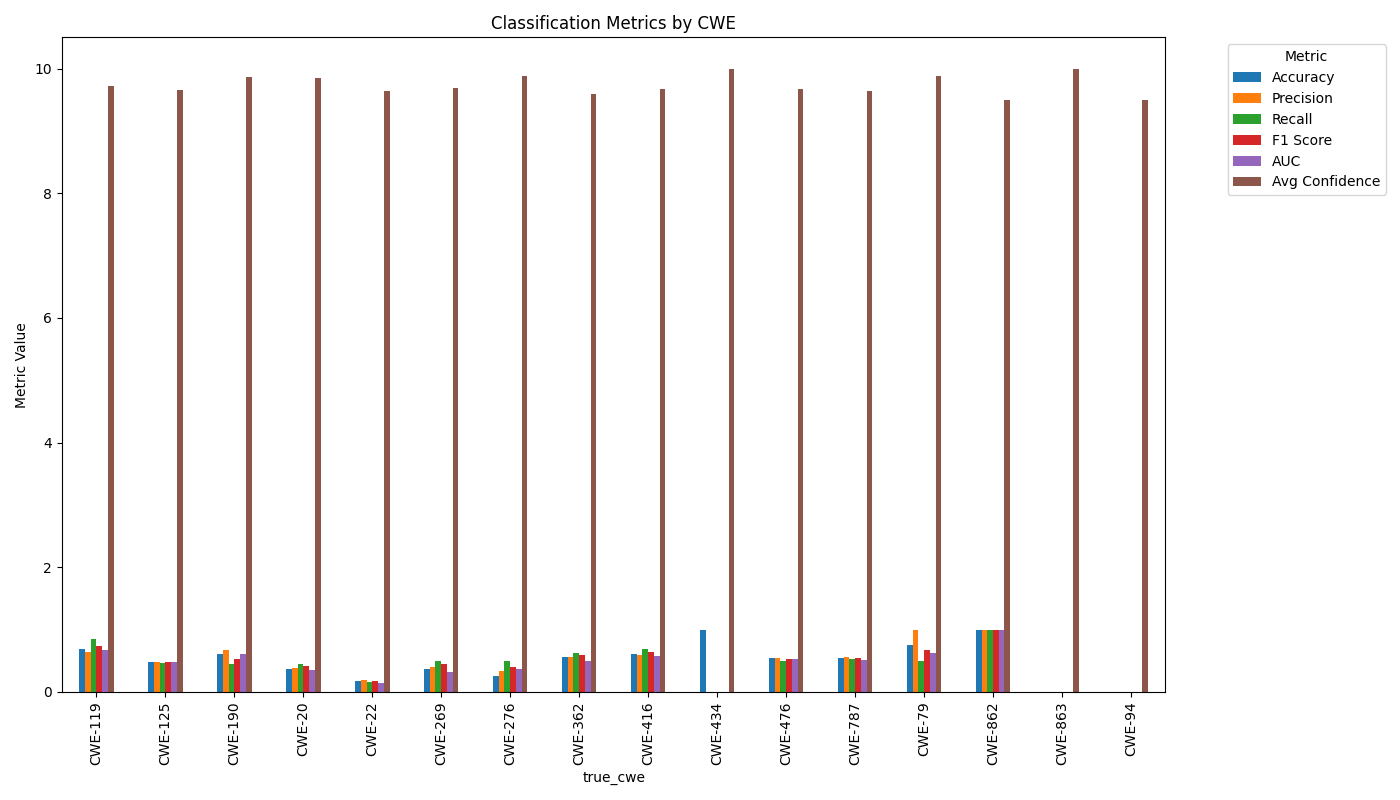 Classification Metrics by CWE
Metric
Accuracy
Precision
Recall
F1 Score
AUC
Avg Confidence
Metric Value
10
8
6
4
2
0
CWE-119
CWE-125
CWE-190
CWE-20
CWE-22
CWE-269
CWE-276
CWE-362
CWE-416
CWE-434
CWE-476
CWE-787
CWE-79
CWE-862
CWE-863
CWE-94
true_cwe